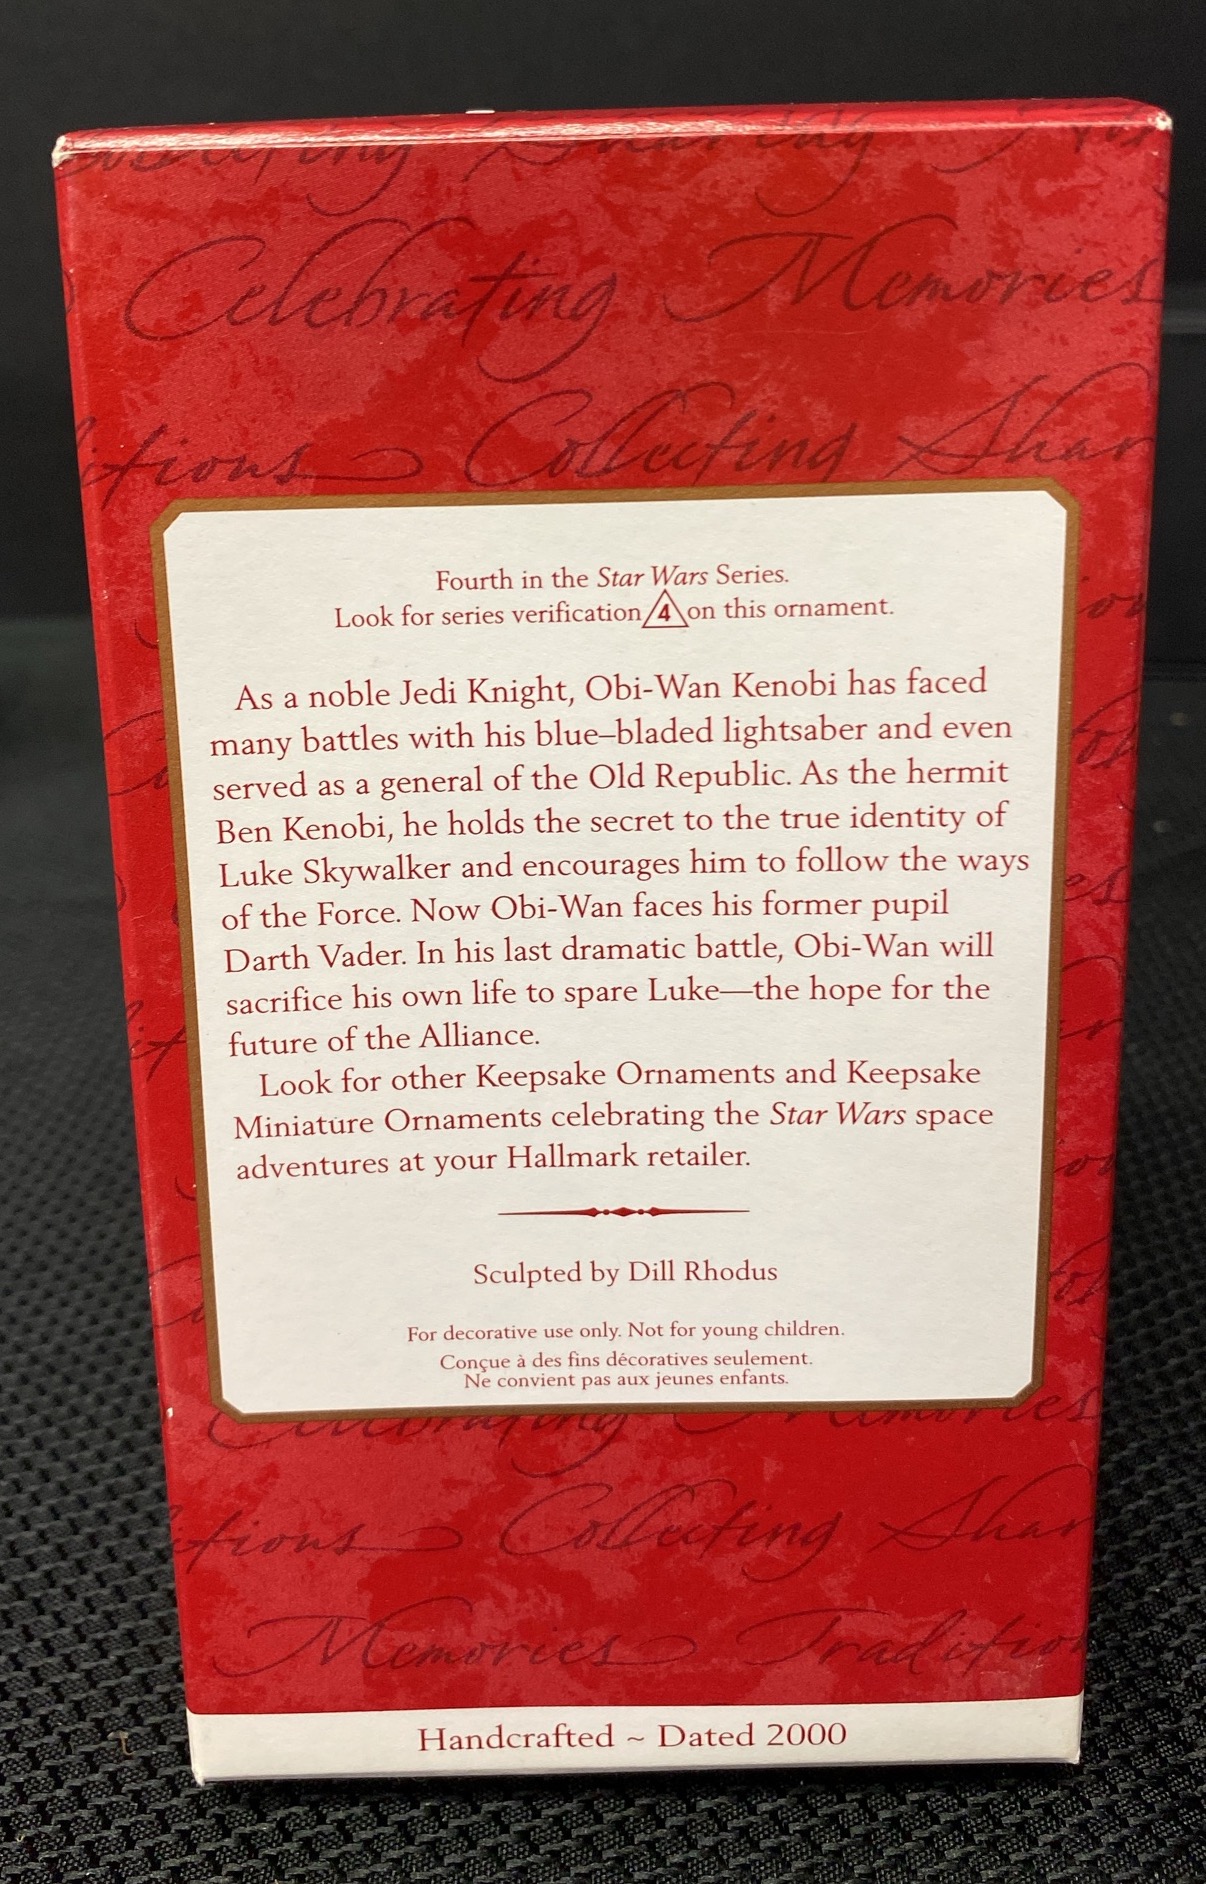 Collecting Sharing
Celebrating Memories
itions Collecting Shar
Fourth in the Star Wars Series.
Look for series verification 4 on this ornament.
As a noble Jedi Knight, Obi-Wan Kenobi has faced
many battles with his blue–bladed lightsaber and even
served as a general of the Old Republic. As the hermit
Ben Kenobi, he holds the secret to the true identity of
Luke Skywalker and encourages him to follow the ways
of the Force. Now Obi-Wan faces his former pupil
Darth Vader. In his last dramatic battle, Obi-Wan will
sacrifice his own life to spare Luke—the hope for the
future of the Alliance.
Look for other Keepsake Ornaments and Keepsake
Miniature Ornaments celebrating the Star Wars space
adventures at your Hallmark retailer.
Sculpted by Dill Rhodus
For decorative use only. Not for young children.
Conçue à des fins décoratives seulement.
Ne convient pas aux jeunes enfants.
Celebrating Memories
itions Collecting Shar
Memories Tradition
Handcrafted ~ Dated 2000